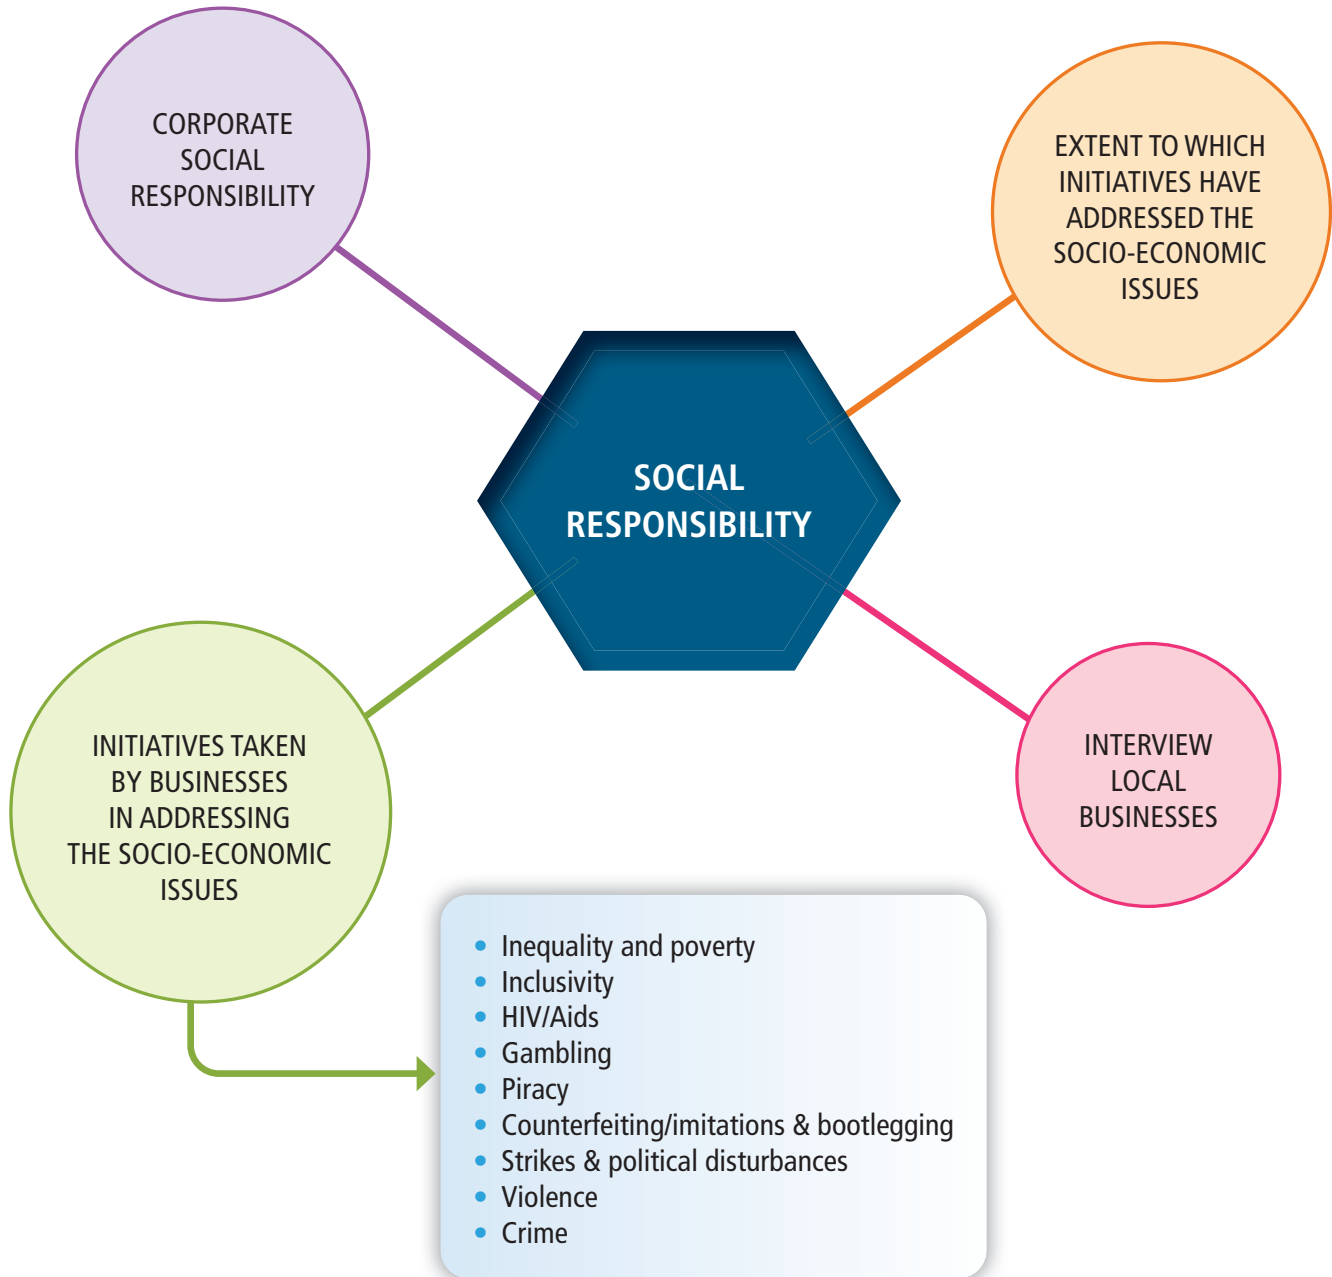 CORPORATE
SOCIAL
RESPONSIBILITY
EXTENT TO WHICH
INITIATIVES HAVE
ADDRESSED THE
SOCIO-ECONOMIC
ISSUES
SOCIAL
RESPONSIBILITY
INITIATIVES TAKEN
BY BUSINESSES
IN ADDRESSING
THE SOCIO-ECONOMIC
ISSUES
INTERVIEW
LOCAL
BUSINESSES
• Inequality and poverty
• Inclusivity
• HIV/Aids
• Gambling
• Piracy
• Counterfeiting/imitations & bootlegging
• Strikes & political disturbances
• Violence
• Crime